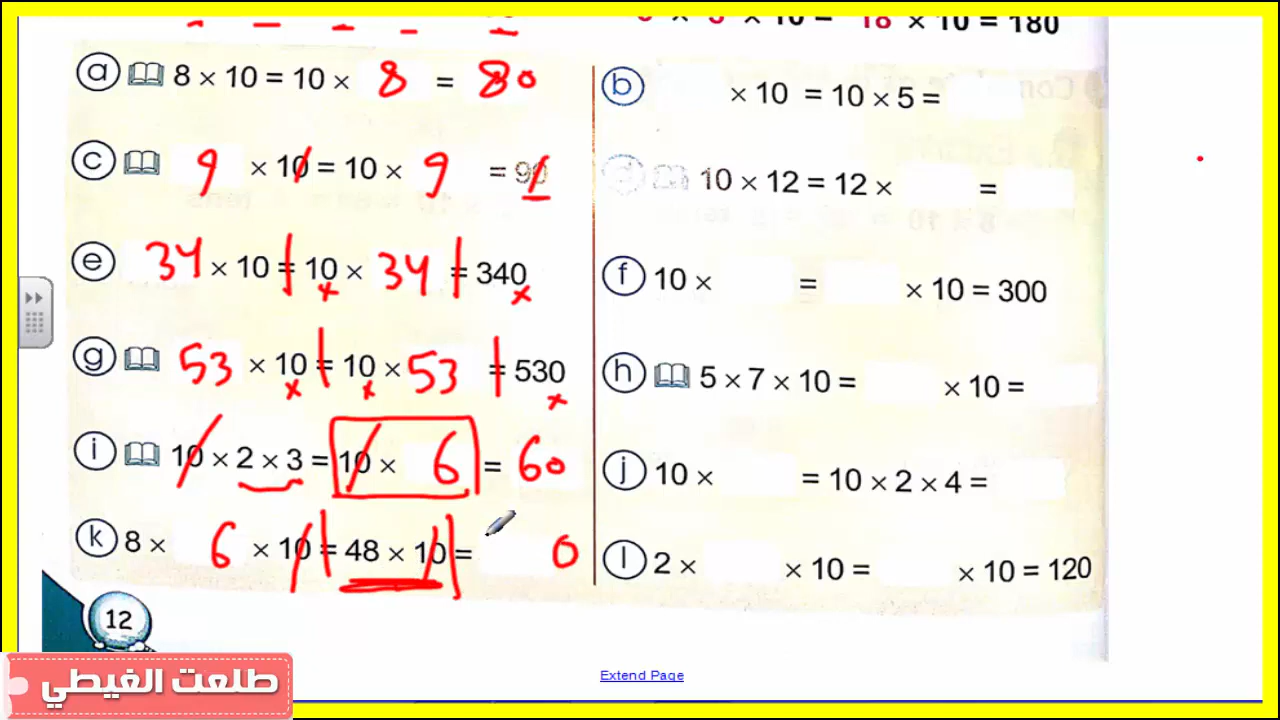 × 10 = 18 × 10 = 180
a 8 × 10 = 10 × 8 = 80
b × 10 = 10 × 5 =
c 9 × 10 = 10 × 9 = 90
d 10 × 12 = 12 × =
e 34 × 10 = 10 × 34 = 340
f 10 × = × 10 = 300
g 53 × 10 = 10 × 53 = 530
h 5 × 7 × 10 = × 10 =
i 10 × 2 × 3 = 10 × 6 = 60
j 10 × = 10 × 2 × 4 =
k 8 × 6 × 10 = 48 × 10 = 0
l 2 × × 10 = × 10 = 120
12
طلعت الغيطي
Extend Page